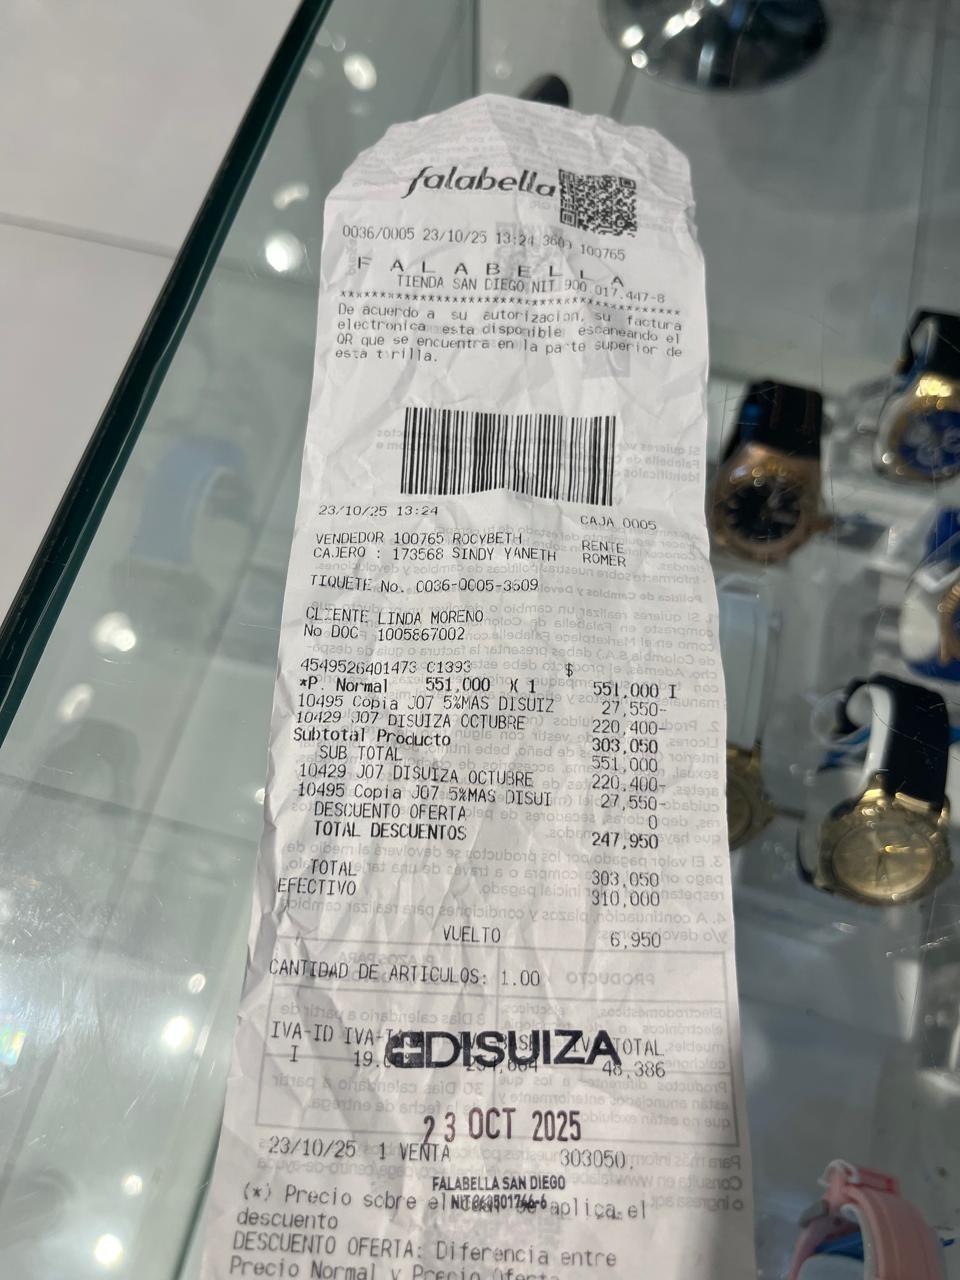 falabella
0036/0005 23/10/25 13:24 3609 100765
F A L A B E L L A
TIENDA SAN DIEGO NIT 900.017.447-8
De acuerdo a su autorizacion, su factura
electronica esta disponible escaneando el
QR que se encuentra en la parte superior de
esta tirilla.
23/10/25 13:24 CAJA 0005
VENDEDOR 100765 ROCYBETH RENTE
CAJERO : 173568 SINDY YANETH ROMER
TIQUETE No. 0036-0005-3609
CLIENTE LINDA MORENO
No DOC 1005867002
4549526401473 C1393 $
*P. Normal 551,000 X 1 551,000 I
10495 Copia J07 5%MAS DISUIZ 27,550-
10429 J07 DISUIZA OCTUBRE 220,400-
Subtotal Producto 303,050
SUB TOTAL 551,000
10429 J07 DISUIZA OCTUBRE 220,400-
10495 Copia J07 5%MAS DISUI 27,550-
DESCUENTO OFERTA 0
TOTAL DESCUENTOS 247,950
TOTAL 303,050
EFECTIVO 310,000
VUELTO 6,950
CANTIDAD DE ARTICULOS: 1.00
IVA-ID TOTAL
I 48,386
DISUIZA
23 OCT 2025
23/10/25 1 VENTA 303050.
FALABELLA SAN DIEGO
(*) Precio sobre el aplica el
descuento
DESCUENTO OFERTA: Diferencia entre
Precio Normal y Precio Oferta